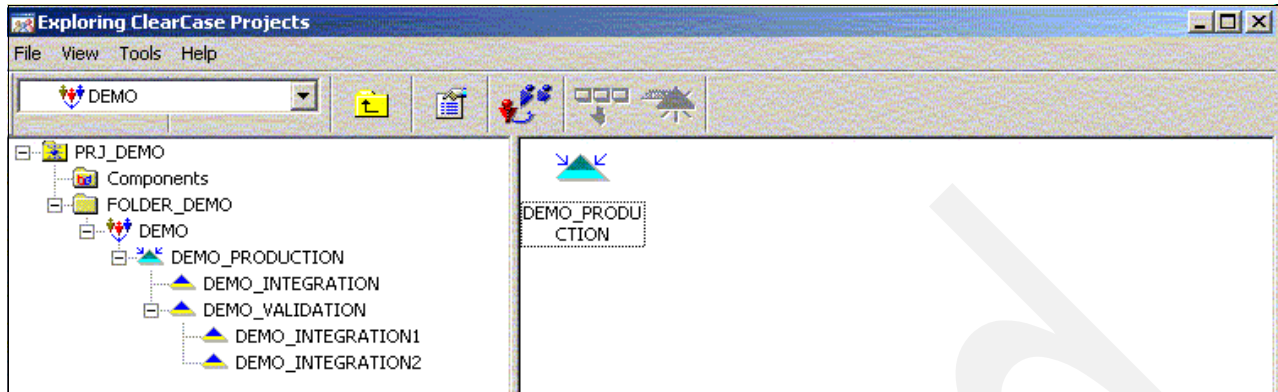 Exploring ClearCase Projects
File View Tools Help
DEMO
PRJ_DEMO
Components
FOLDER_DEMO
DEMO
DEMO_PRODUCTION
DEMO_INTEGRATION
DEMO_VALIDATION
DEMO_INTEGRATION1
DEMO_INTEGRATION2
DEMO_PRODU
CTION